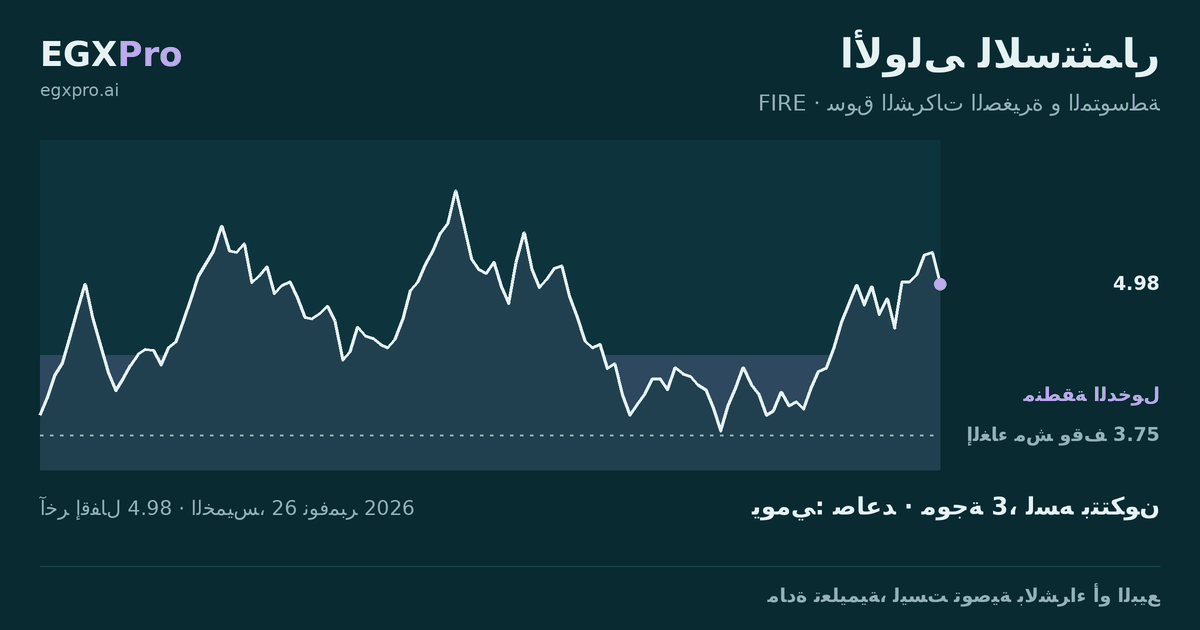 EGXPro
egxpro.ai
الأولى للاستثمار
FIRE · سوق الشركات الصغيرة و المتوسطة
4.98
منطقة الدخول
إلغاء مش وقف 3.75
يومي: صاعد · موجة 3، لسه بتتكون
آخر إقفال 4.98 · الخميس، 26 نوفمبر 2026
مادة تعليمية، ليست توصية بالشراء أو البيع